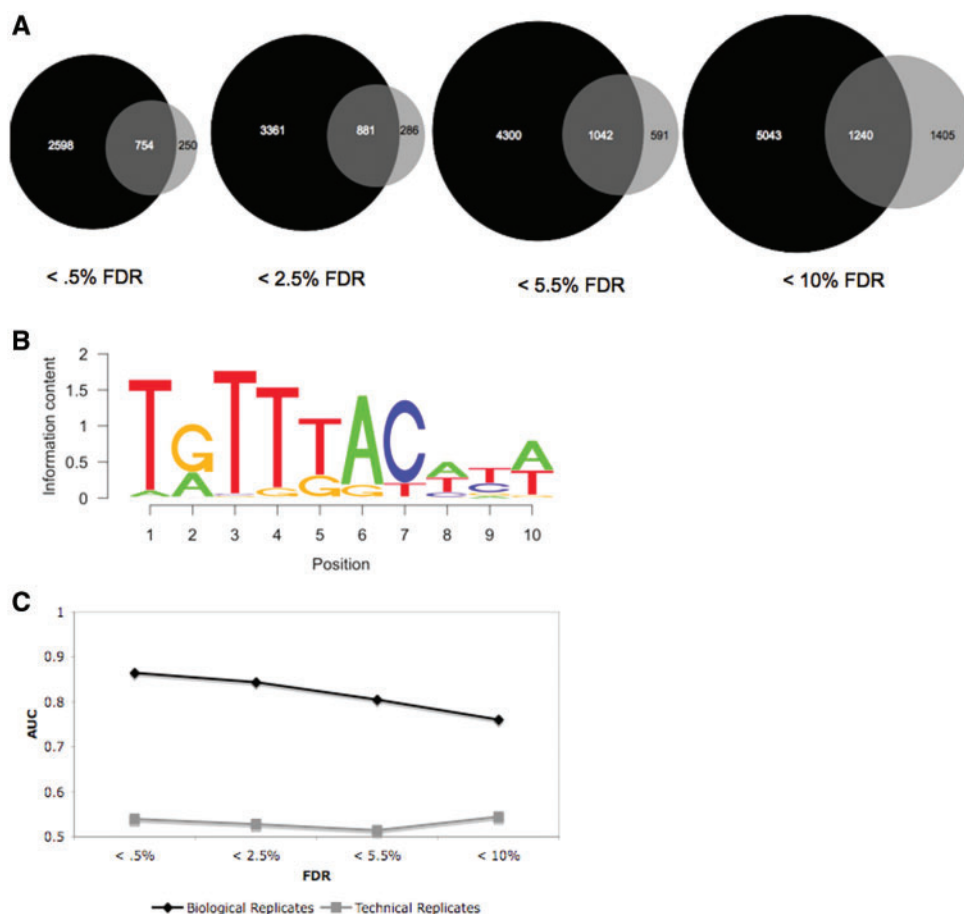 A
2598 754 250
3361 881 286
4300 1042 591
5043 1240 1405
< .5% FDR
< 2.5% FDR
< 5.5% FDR
< 10% FDR
B
Information content
2
1.5
1
0.5
0
TGTTTACATA
1 2 3 4 5 6 7 8 9 10
Position
C
AUC
1
0.9
0.8
0.7
0.6
0.5
< .5% < 2.5% < 5.5% < 10%
FDR
Biological Replicates Technical Replicates